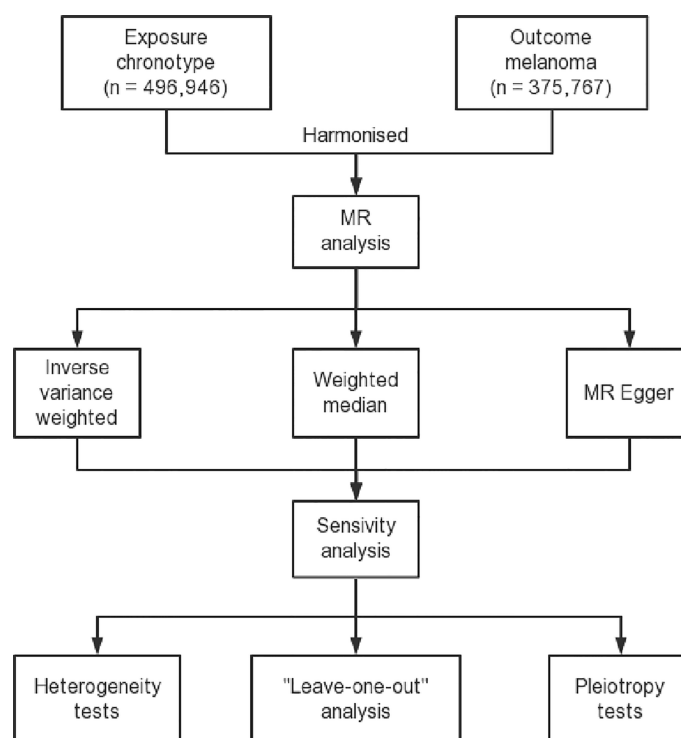 Exposure
chronotype
(n = 496,946)
Outcome
melanoma
(n = 375,767)
Harmonised
MR
analysis
Inverse
variance
weighted
Weighted
median
MR Egger
Sensivity
analysis
Heterogeneity
tests
"Leave-one-out"
analysis
Pleiotropy
tests